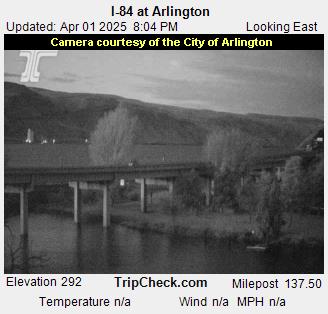 I-84 at Arlington
Updated: Apr 01 2025 8:04 PM Looking East
Camera courtesy of the City of Arlington
Elevation 292 TripCheck.com Milepost 137.50
Temperature n/a Wind n/a MPH n/a